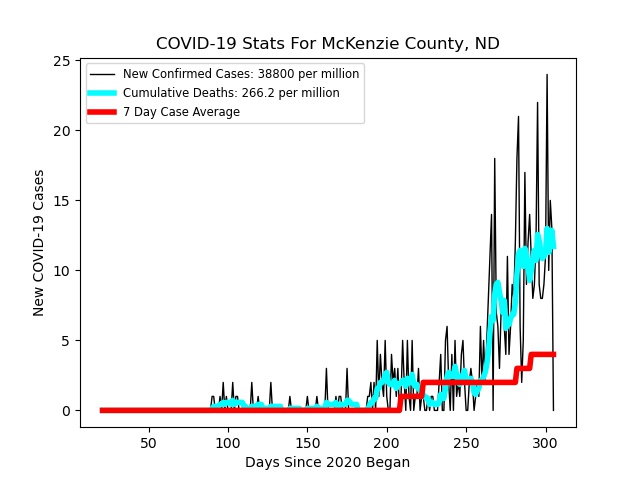 COVID-19 Stats For McKenzie County, ND
New Confirmed Cases: 38800 per million
Cumulative Deaths: 266.2 per million
7 Day Case Average
New COVID-19 Cases
25
20
15
10
5
0
50 100 150 200 250 300
Days Since 2020 Began